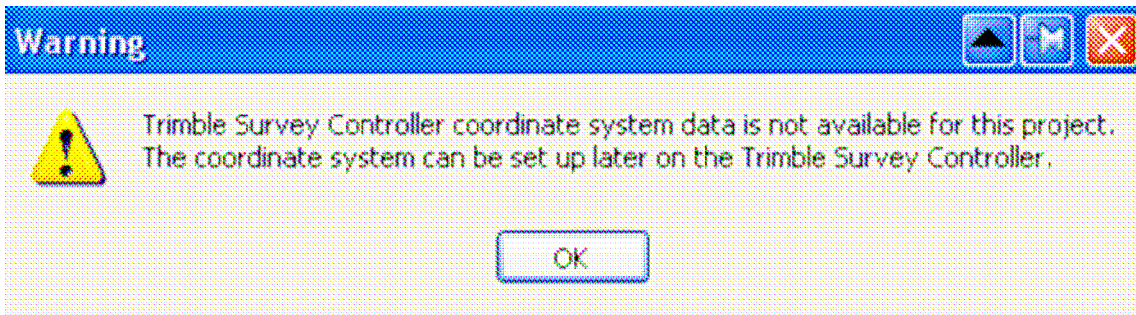 Warning
Trimble Survey Controller coordinate system data is not available for this project.
The coordinate system can be set up later on the Trimble Survey Controller.
OK